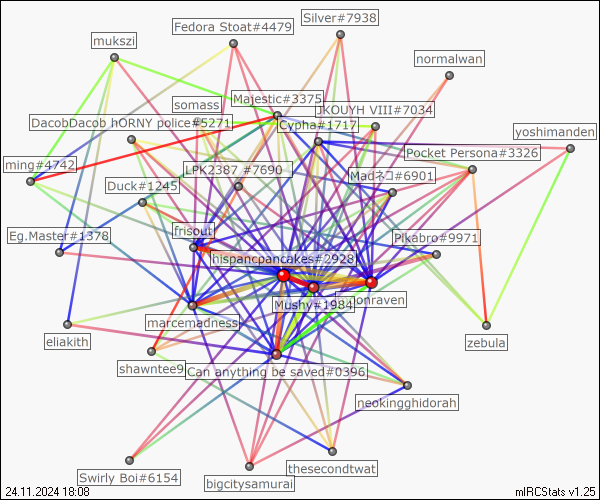 Silver#7938
Fedora Stoat#4479
mukszi
normalwan
Majestic#3375
somass
JKOUYH VIII#7034
DacobDacob hORNY police#5271
Cypha#1717
yoshimanden
Pocket Persona#3326
ming#4742
LPK2387 #7690
Madネコ#6901
Duck#1245
frisout
Eg.Master#1378
Pikabro#9971
hispancpancakes#2928
Mushy#1984
onraven
marcemadness
eliakith
zebula
shawntee9
Can anything be saved#0396
neokingghidorah
thesecondtwat
Swirly Boi#6154
bigcitysamurai
24.11.2024 18:08
mIRCStats v1.25